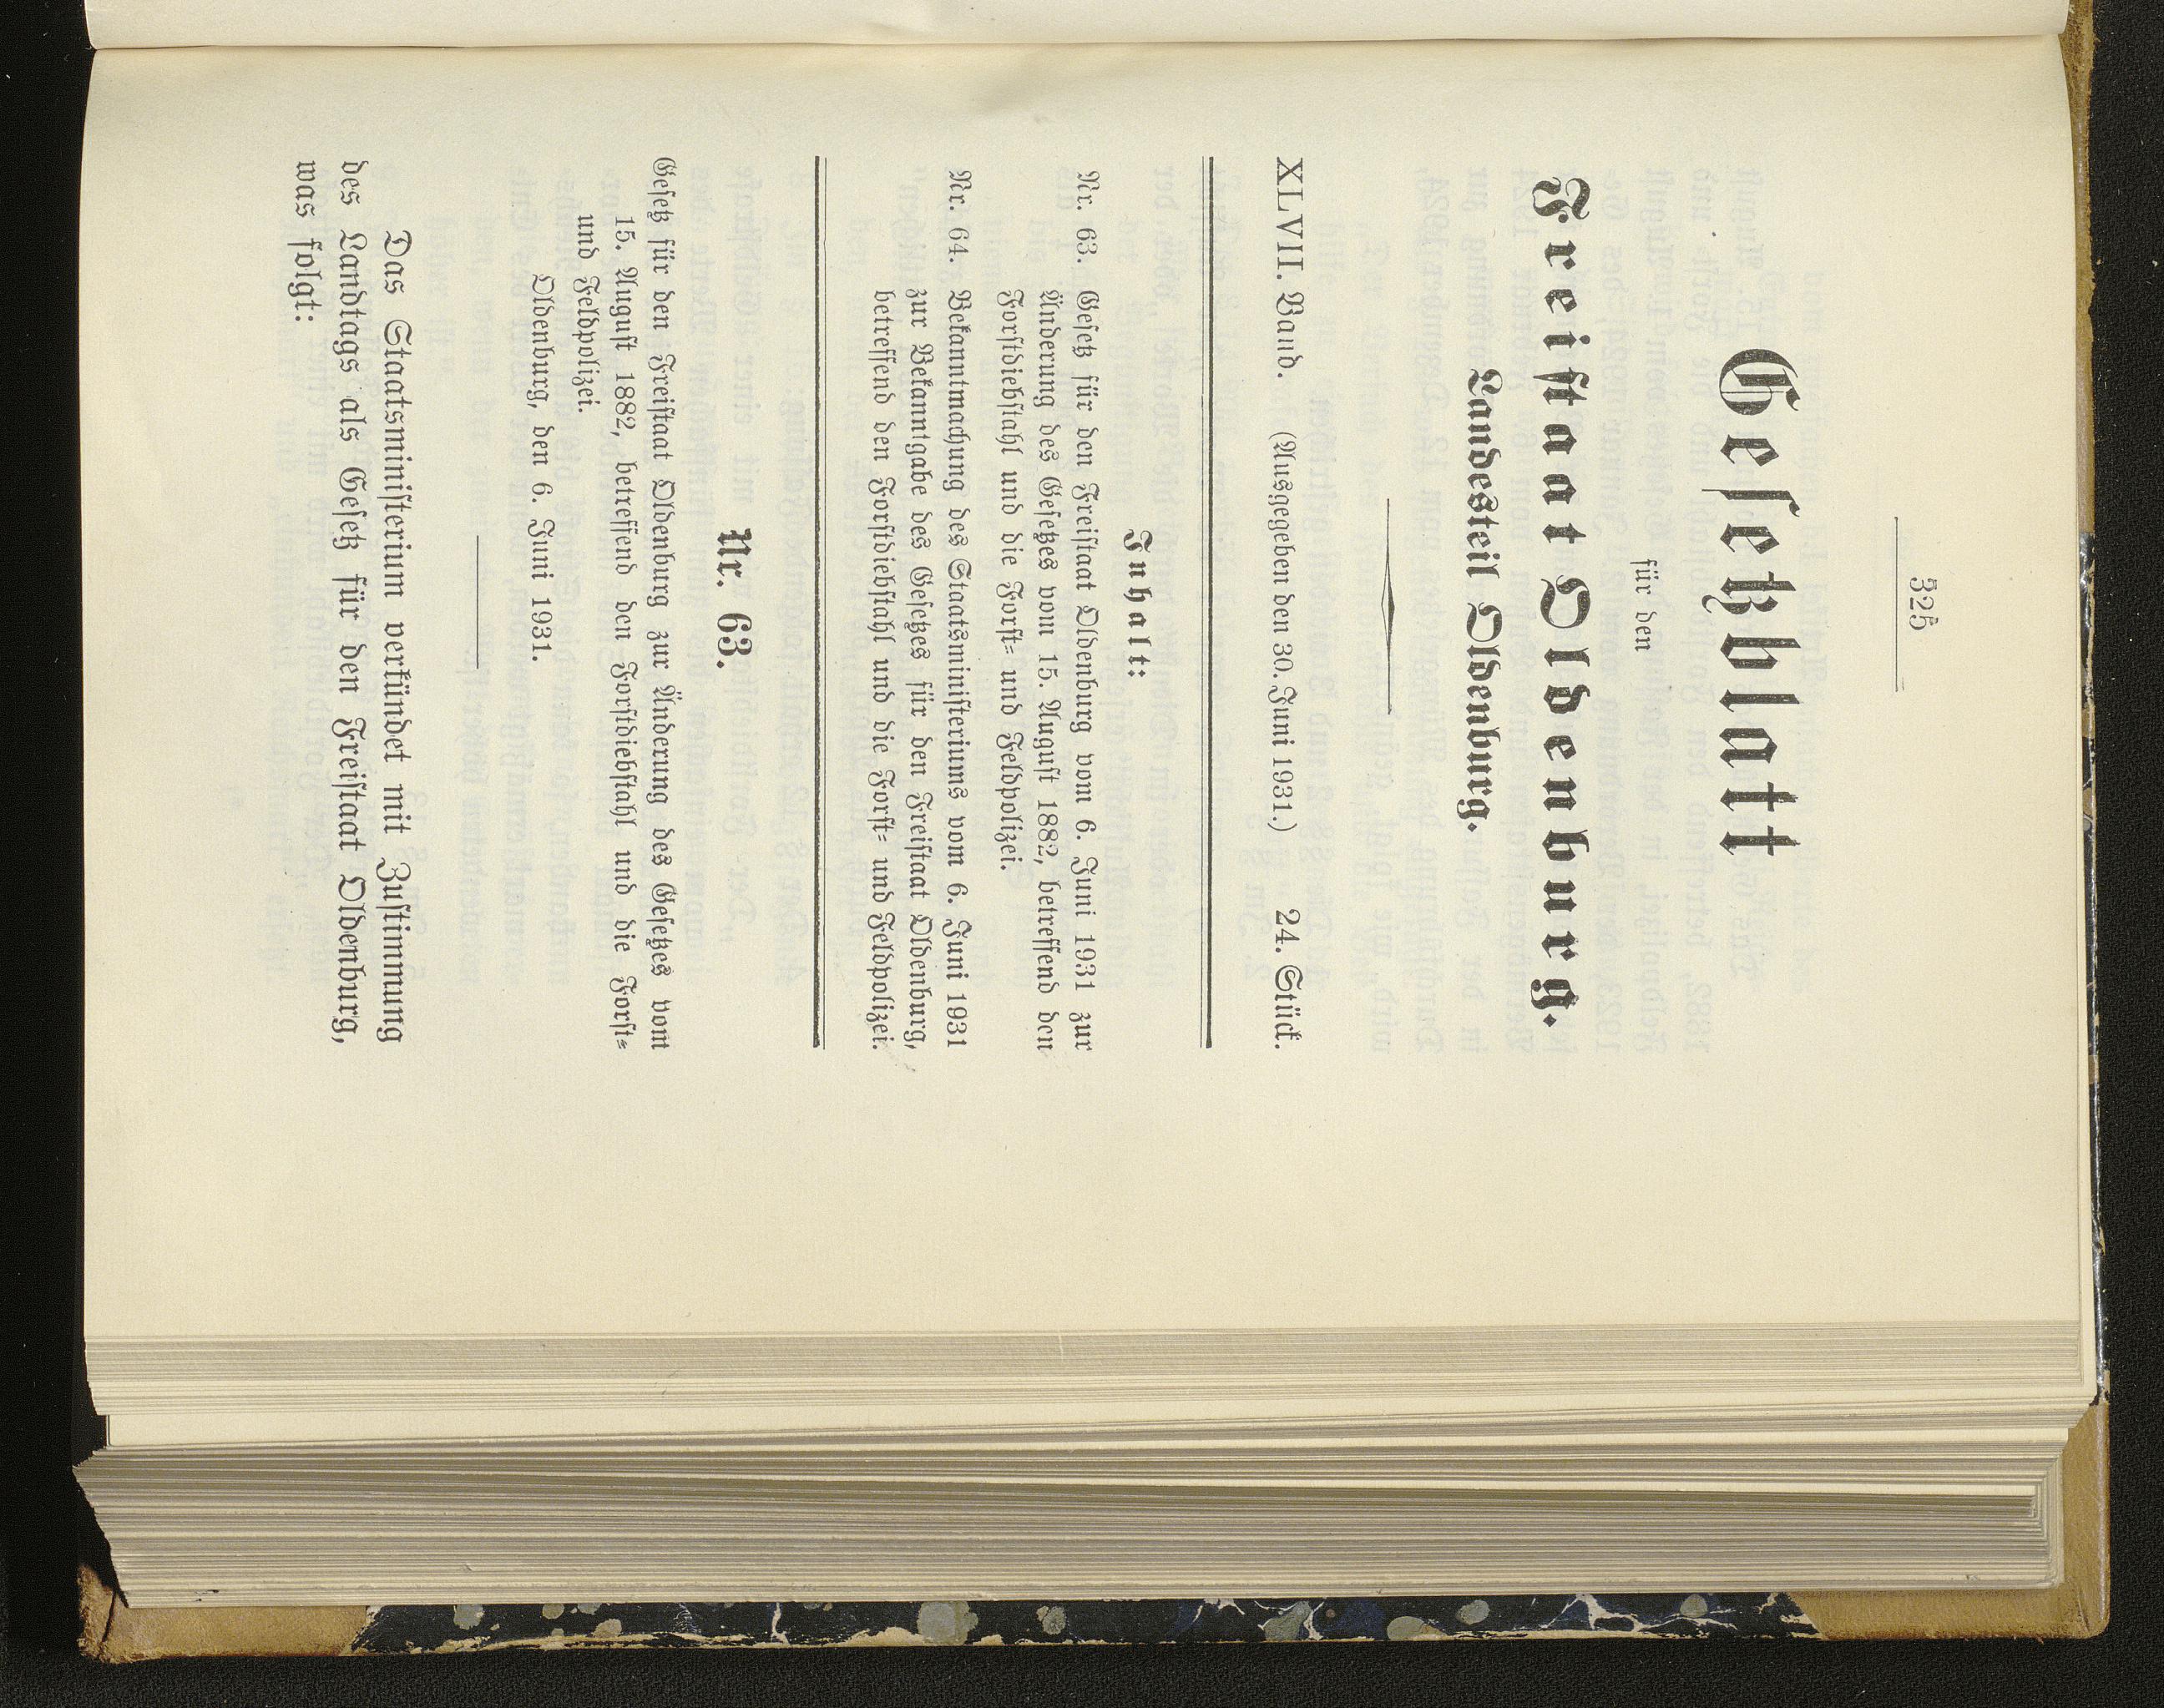 325
Gesetzblatt
für den
Freistaat Oldenburg.
Landesteil Oldenburg.
XLVII. Band. (Ausgegeben den 30. Juni 1931.) 24. Stück.
Inhalt:
Nr. 63. Gesetz für den Freistaat Oldenburg vom 6. Juni 1931 zur
Änderung des Gesetzes vom 15. August 1882, betreffend den
Forstdiebstahl und die Forst- und Feldpolizei.
Nr. 64. Bekanntmachung des Staatsministeriums vom 6. Juni 1931
zur Bekanntgabe des Gesetzes für den Freistaat Oldenburg,
betreffend den Forstdiebstahl und die Forst- und Feldpolizei.
Nr. 63.
Gesetz für den Freistaat Oldenburg zur Änderung des Gesetzes vom
15. August 1882, betreffend den Forstdiebstahl und die Forst-
und Feldpolizei.
Oldenburg, den 6. Juni 1931.
Das Staatsministerium verkündet mit Zustimmung
des Landtags als Gesetz für den Freistaat Oldenburg,
was folgt: